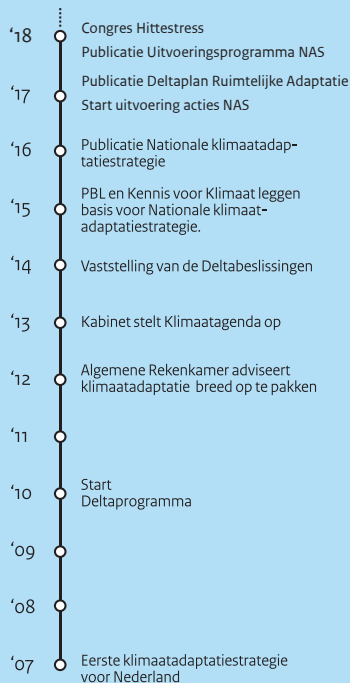 ‘18
Congres Hittestress
Publicatie Uitvoeringsprogramma NAS
‘17
Publicatie Deltaplan Ruimtelijke Adaptatie
Start uitvoering acties NAS
‘16
Publicatie Nationale klimaatadap-
tatiestrategie
‘15
PBL en Kennis voor Klimaat leggen
basis voor Nationale klimaat-
adaptatiestrategie.
‘14
Vaststelling van de Deltabeslissingen
‘13
Kabinet stelt Klimaatagenda op
‘12
Algemene Rekenkamer adviseert
klimaatadaptatie breed op te pakken
‘11
‘10
Start
Deltaprogramma
‘09
‘08
‘07
Eerste klimaatadaptatiestrategie
voor Nederland